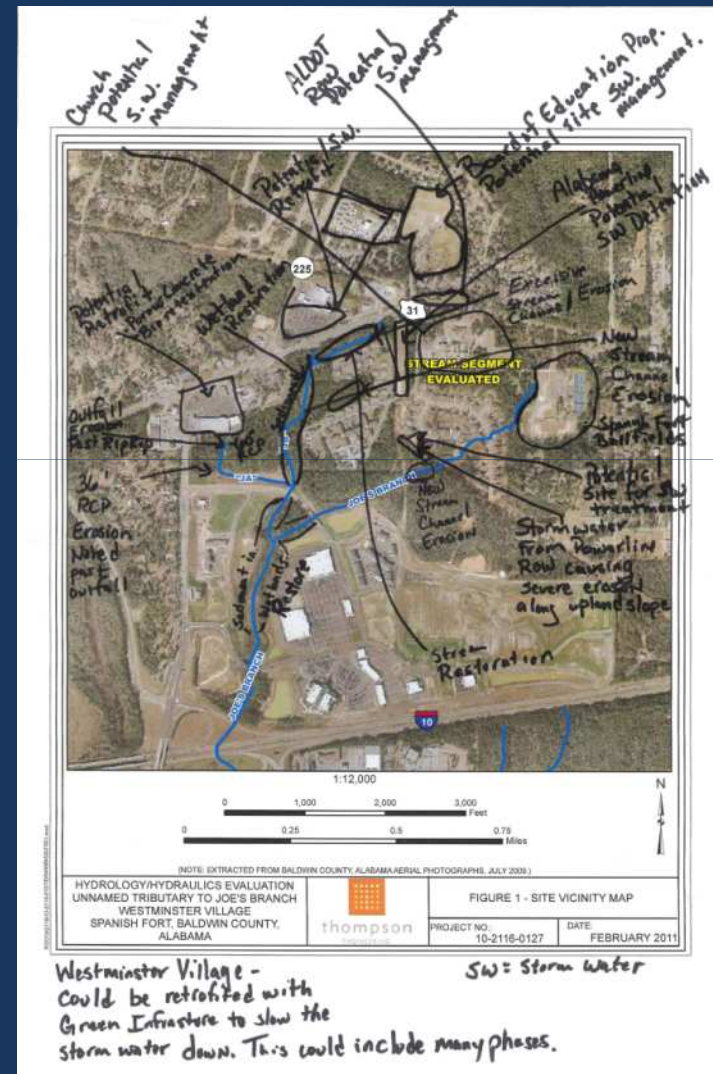 Church
Potential
S.W.
Management
ALDOT
Row
Potential
S.W
management
Board of Education Prop.
Potential site SW.
management.
Potential S.W.
Retrofit
Alabama
Powerline
Potential
SW Detention
225
31
Wetland
Restoration
Potential
Retrofit
Power Concrete
Bioretention
Excessive
Stream
Channel Erosion
STREAM SEGMENT
EVALUATED
New
Stream
Channel
Erosion
Spanish Fort
Ballfields
Outfall
Erosion
Past RipRap
RCP
sediment
"JA"
36"
RCP
Erosion
Noted
past
outfall
JOE'S BRANCH
New
Stream
Channel
Erosion
Potential
Site for SW
treatment
Stormwater
From Powerlin
Row causing
severe erosion
along upland slope
Sediment in
wetlands
Restore
Stream
Restoration
JOE'S BRANCH
10
1:12,000
N
0 1,000 2,000 3,000
Feet
0 0.25 0.5 0.75
Miles
(NOTE: EXTRACTED FROM BALDWIN COUNTY, ALABAMA AERIAL PHOTOGRAPHS, JULY 2009.)
HYDROLOGY/HYDRAULICS EVALUATION
UNNAMED TRIBUTARY TO JOE'S BRANCH
WESTMINSTER VILLAGE
SPANISH FORT, BALDWIN COUNTY,
ALABAMA
thompson
ENGINEERING
FIGURE 1 - SITE VICINITY MAP
PROJECT NO.:
10-2116-0127
DATE:
FEBRUARY 2011
Westminster Village -
Could be retrofited with
Green Infrasture to slow the
storm water down. This could include many phases.
SW = Storm Water